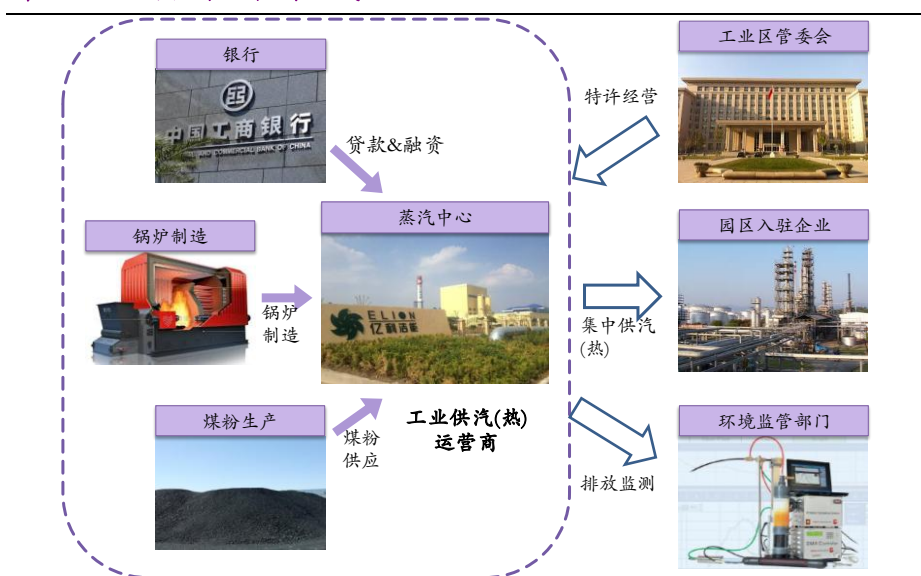 银行
中国工商银行
COMMERCIAL BANK OF CHINA
贷款&融资
工业区管委会
特许经营
锅炉制造
锅炉
制造
蒸汽中心
ELION
亿利洁能
园区入驻企业
集中供汽
(热)
煤粉生产
煤粉
供应
工业供汽(热)
运营商
环境监管部门
排放监测